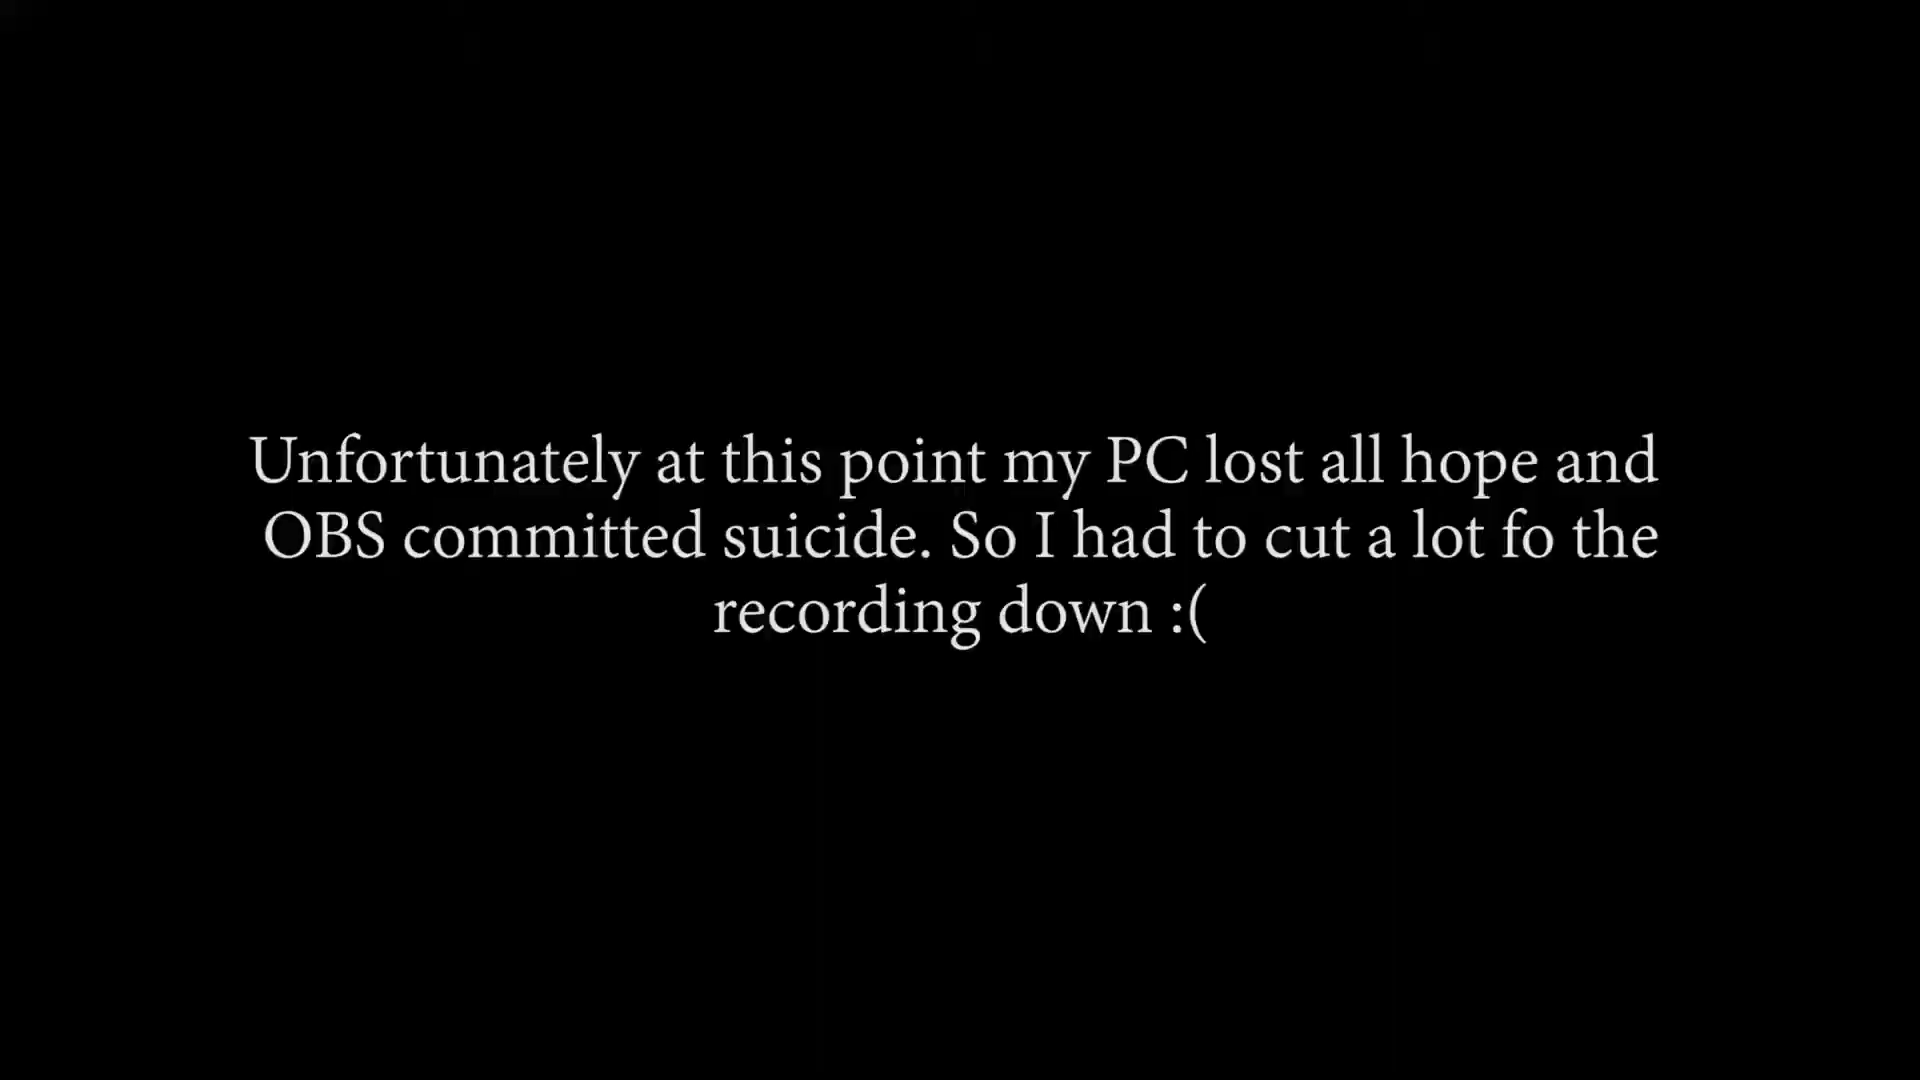 Unfortunately at this point my PC lost all hope and
OBS committed suicide. So I had to cut a lot fo the
recording down :(